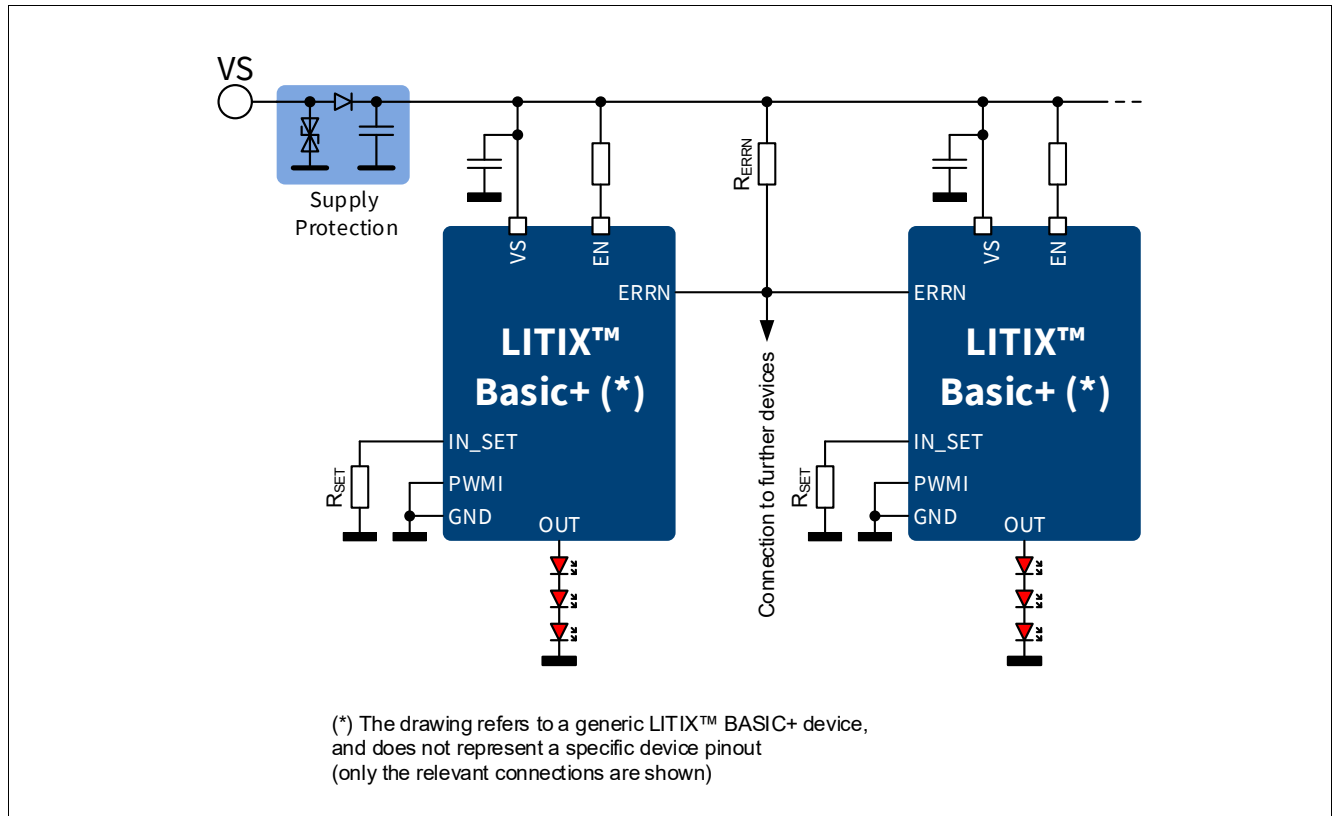 VS
Supply
Protection
R_ERRN
VS
EN
VS
EN
ERRN
ERRN
LITIX™
Basic+ (*)
LITIX™
Basic+ (*)
Connection to further devices
IN_SET
R_SET
PWMI
GND
OUT
IN_SET
R_SET
PWMI
GND
OUT
(*) The drawing refers to a generic LITIX™ BASIC+ device,
and does not represent a specific device pinout
(only the relevant connections are shown)